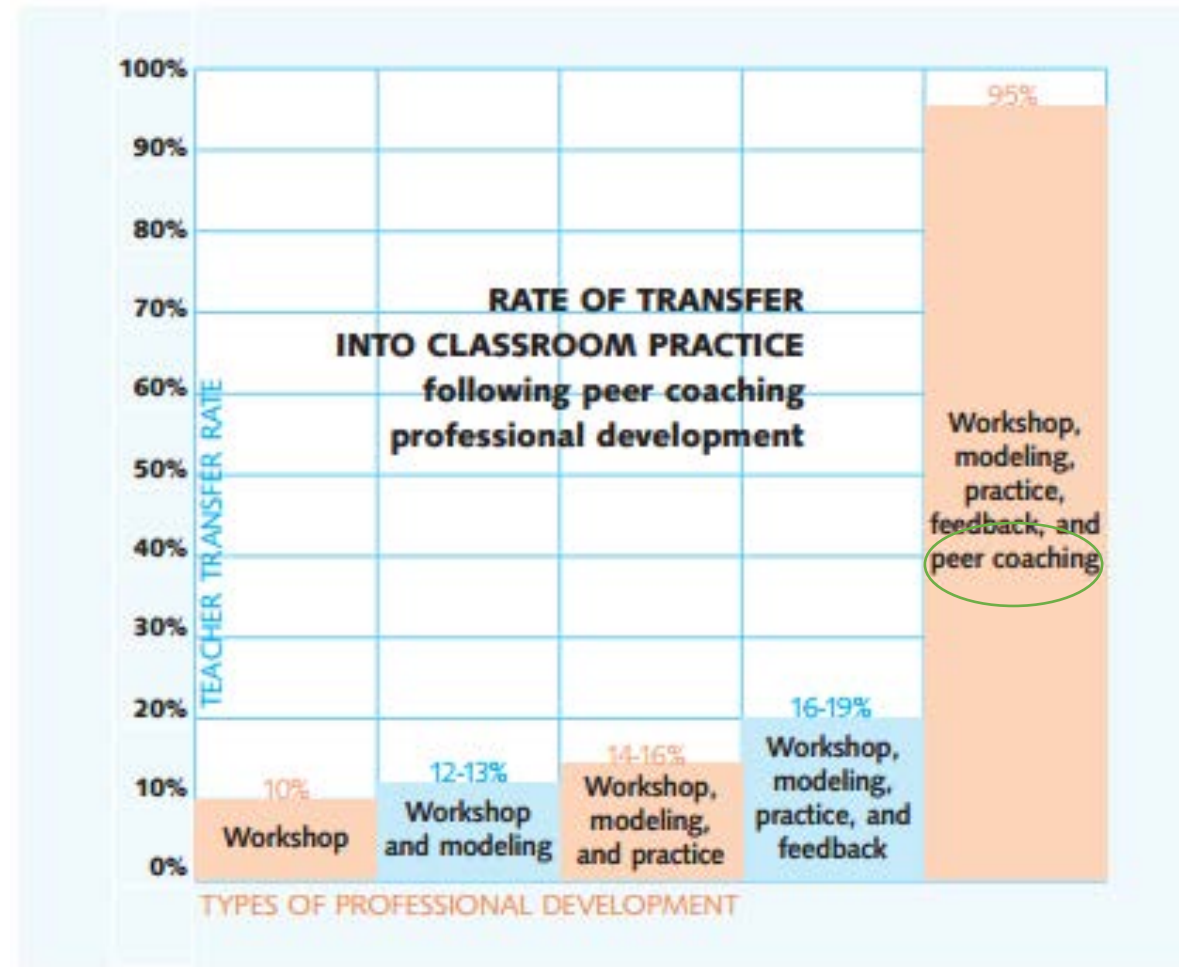 100%
90%
80%
70%
60%
50%
40%
30%
20%
10%
0%
TEACHER TRANSFER RATE
RATE OF TRANSFER
INTO CLASSROOM PRACTICE
following peer coaching
professional development
10%
Workshop
12-13%
Workshop
and modeling
14-16%
Workshop,
modeling,
and practice
16-19%
Workshop,
modeling,
practice, and
feedback
95%
Workshop,
modeling,
practice,
feedback, and
peer coaching
TYPES OF PROFESSIONAL DEVELOPMENT